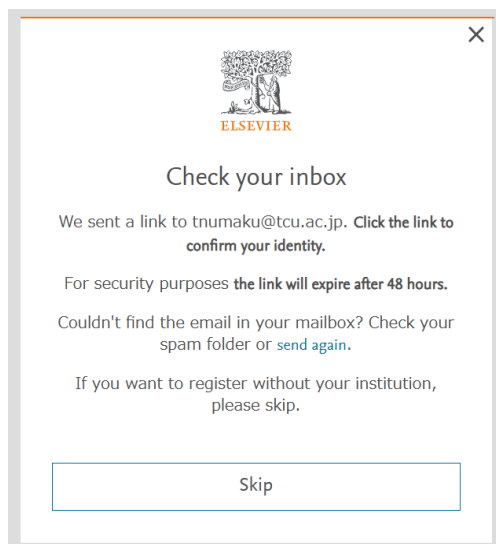 ELSEVIER
Check your inbox
We sent a link to tnumaku@tcu.ac.jp. Click the link to
confirm your identity.
For security purposes the link will expire after 48 hours.
Couldn't find the email in your mailbox? Check your
spam folder or send again.
If you want to register without your institution,
please skip.
Skip